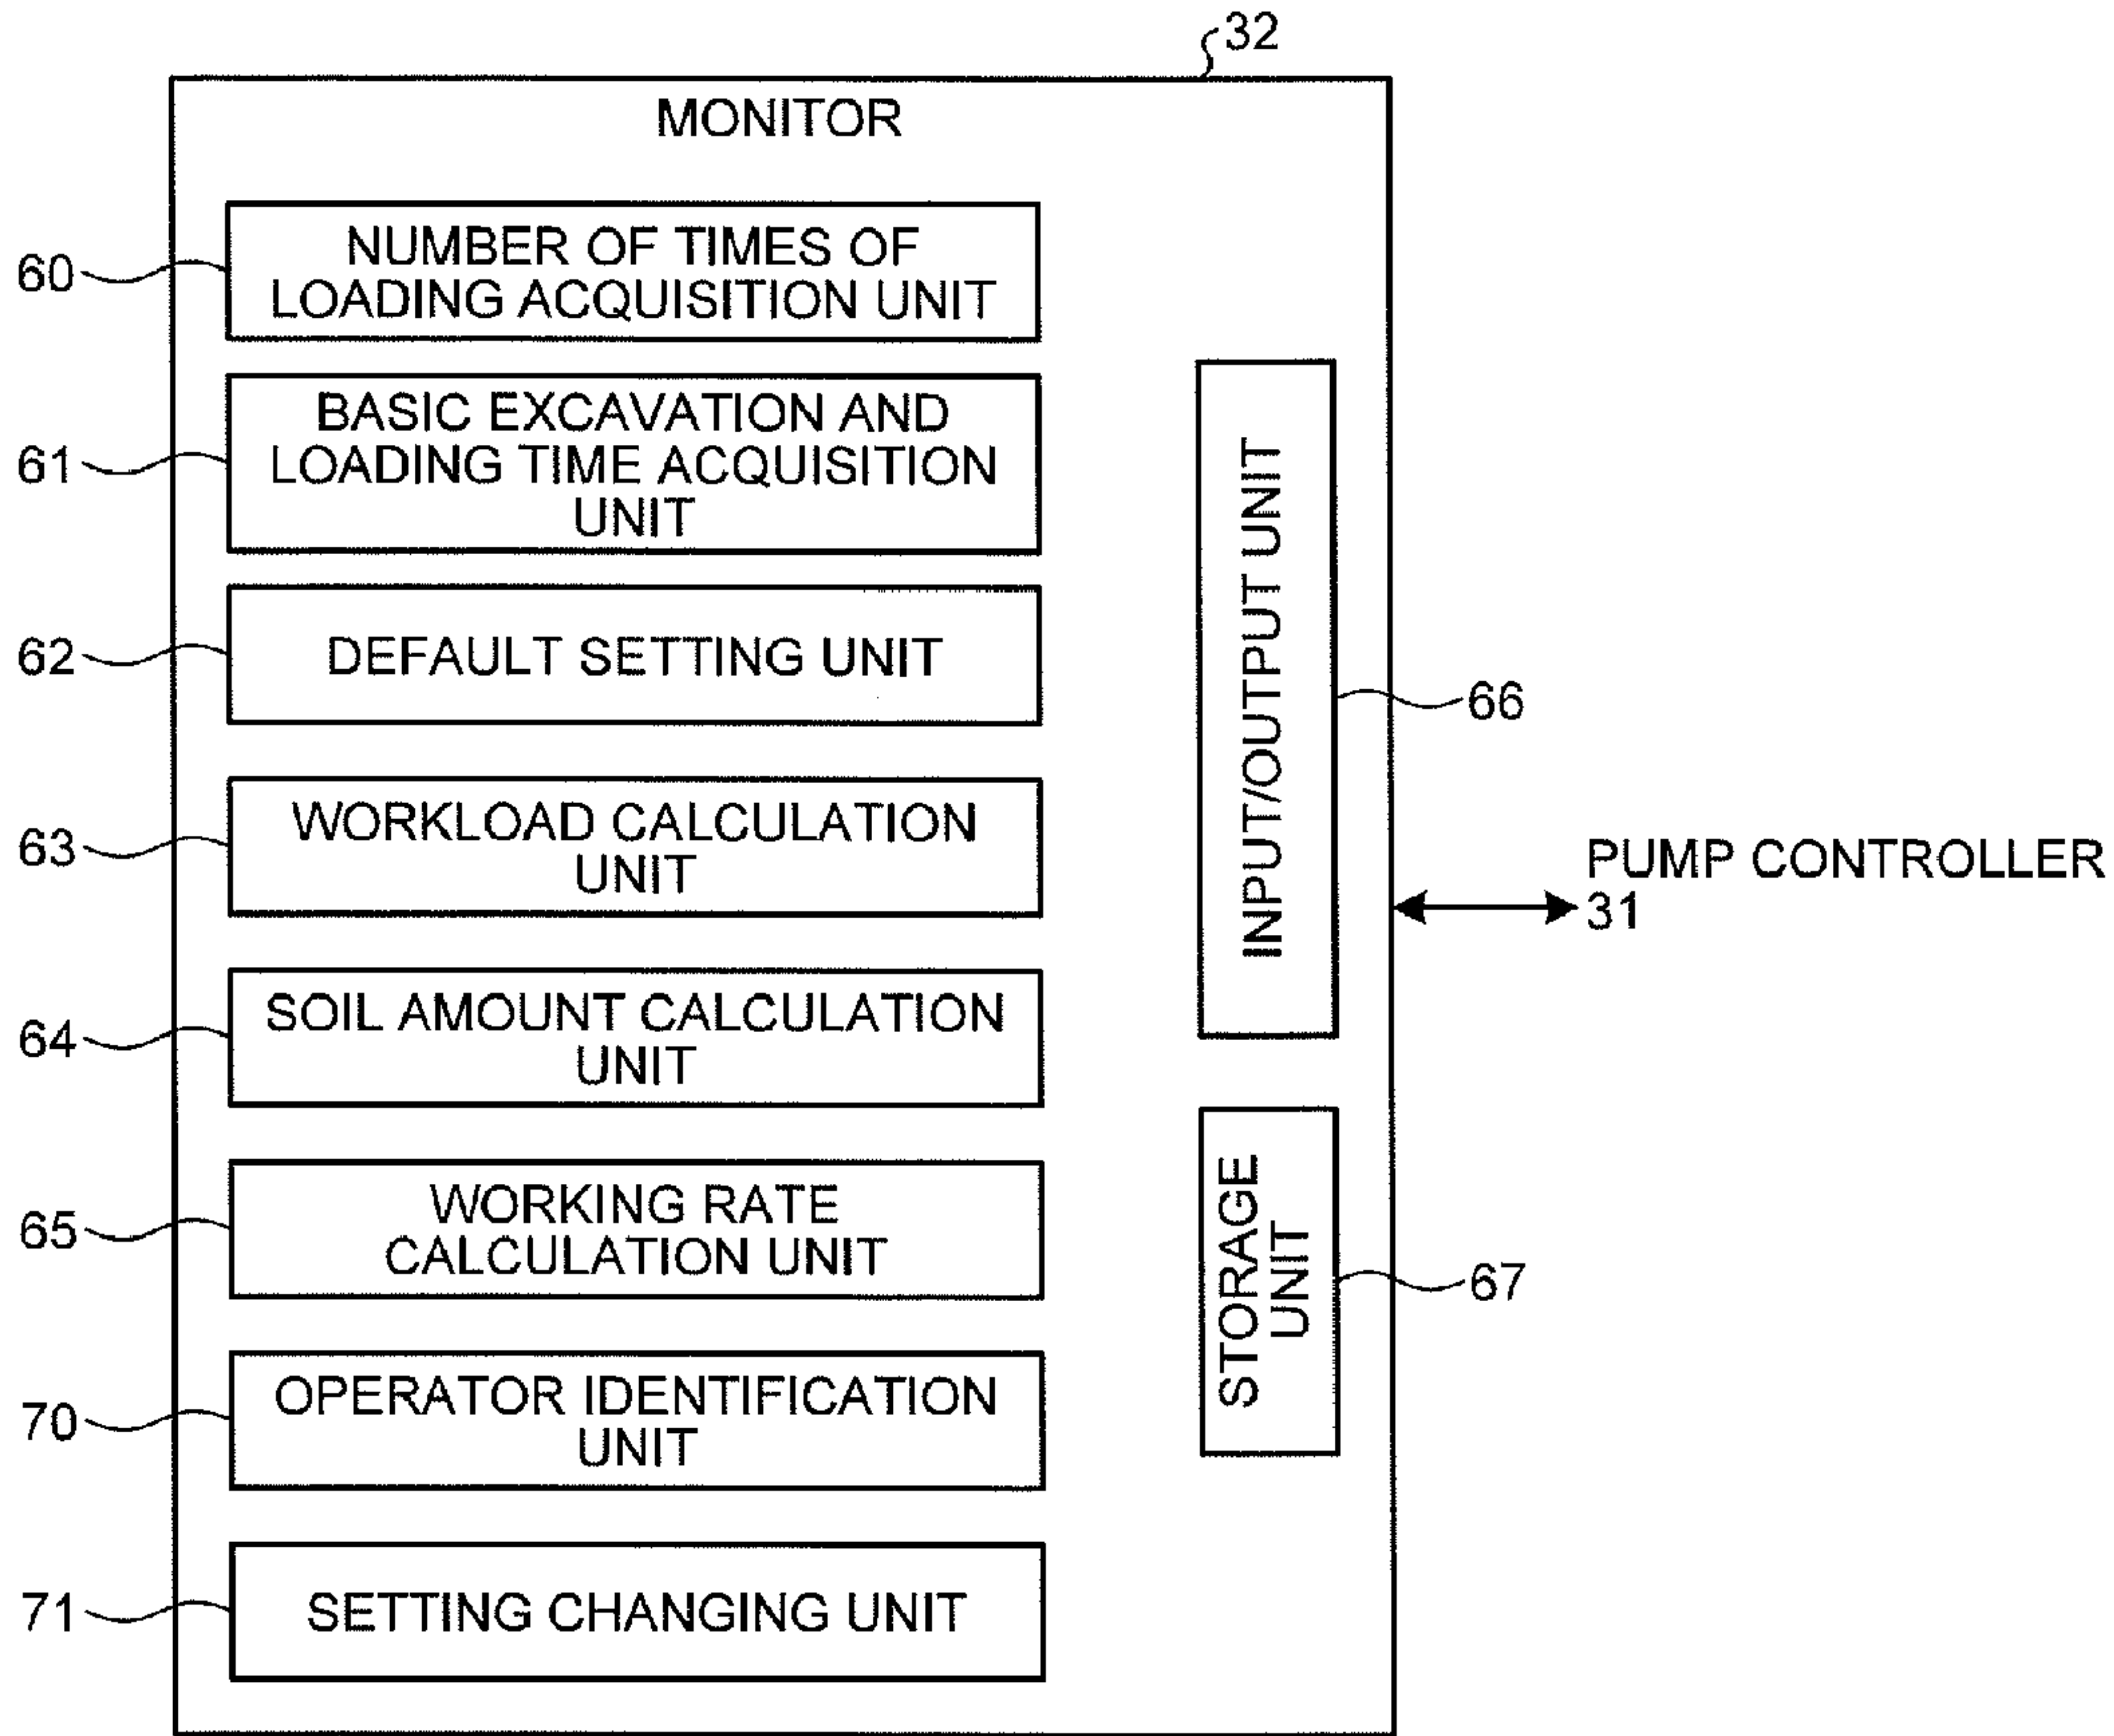 32
MONITOR
60
NUMBER OF TIMES OF
LOADING ACQUISITION UNIT
61
BASIC EXCAVATION AND
LOADING TIME ACQUISITION
UNIT
62
DEFAULT SETTING UNIT
63
WORKLOAD CALCULATION
UNIT
64
SOIL AMOUNT CALCULATION
UNIT
65
WORKING RATE
CALCULATION UNIT
70
OPERATOR IDENTIFICATION
UNIT
71
SETTING CHANGING UNIT
INPUT/OUTPUT UNIT
66
STORAGE
UNIT
67
PUMP CONTROLLER
31